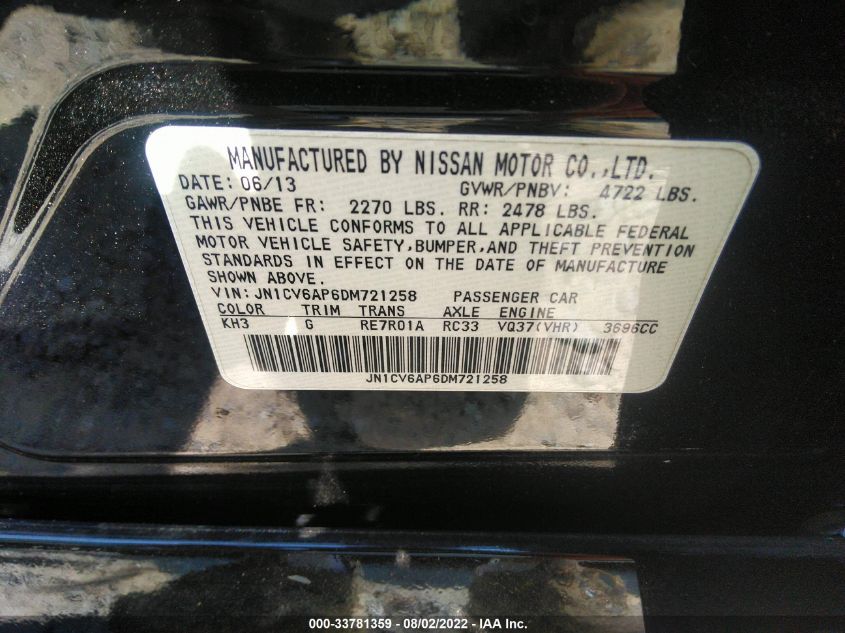 MANUFACTURED BY NISSAN MOTOR CO.,LTD.
DATE: 06/13 GVWR/PNBV: 4722 LBS.
GAWR/PNBE FR: 2270 LBS. RR: 2478 LBS.
THIS VEHICLE CONFORMS TO ALL APPLICABLE FEDERAL
MOTOR VEHICLE SAFETY,BUMPER,AND THEFT PREVENTION
STANDARDS IN EFFECT ON THE DATE OF MANUFACTURE
SHOWN ABOVE.
VIN: JN1CV6AP6DM721258 PASSENGER CAR
COLOR TRIM TRANS AXLE ENGINE
KH3 G RE7R01A RC33 VQ37(VHR) 3696CC
JN1CV6AP6DM721258
000-33781359 - 08/02/2022 - IAA Inc.